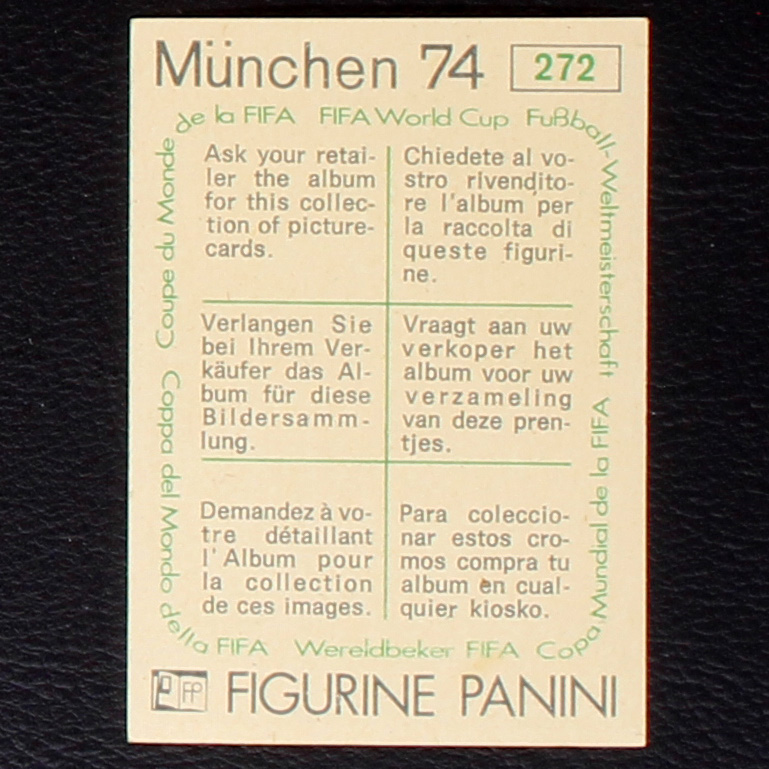 München 74
272
Coupe du Monde de la FIFA
FIFA World Cup
Fußball-Weltmeisterschaft
Ask your retai-
ler the album
for this collec-
tion of picture-
cards.
Chiedete al vo-
stro rivendito-
re l'album per
la raccolta di
queste figuri-
ne.
Verlangen Sie
bei Ihrem Ver-
käufer das Al-
bum für diese
Bildersamm-
lung.
Vraagt aan uw
verkoper het
album voor uw
verzameling
van deze pren-
tjes.
Demandez à vo-
tre détaillant
l'Album pour
la collection
de ces images.
Para coleccio-
nar estos cro-
mos compra tu
album en cual-
quier kiosko.
Coppa del Mondo della FIFA
Wereldbeker FIFA
Copa Mundial de la FIFA
FP
FIGURINE PANINI